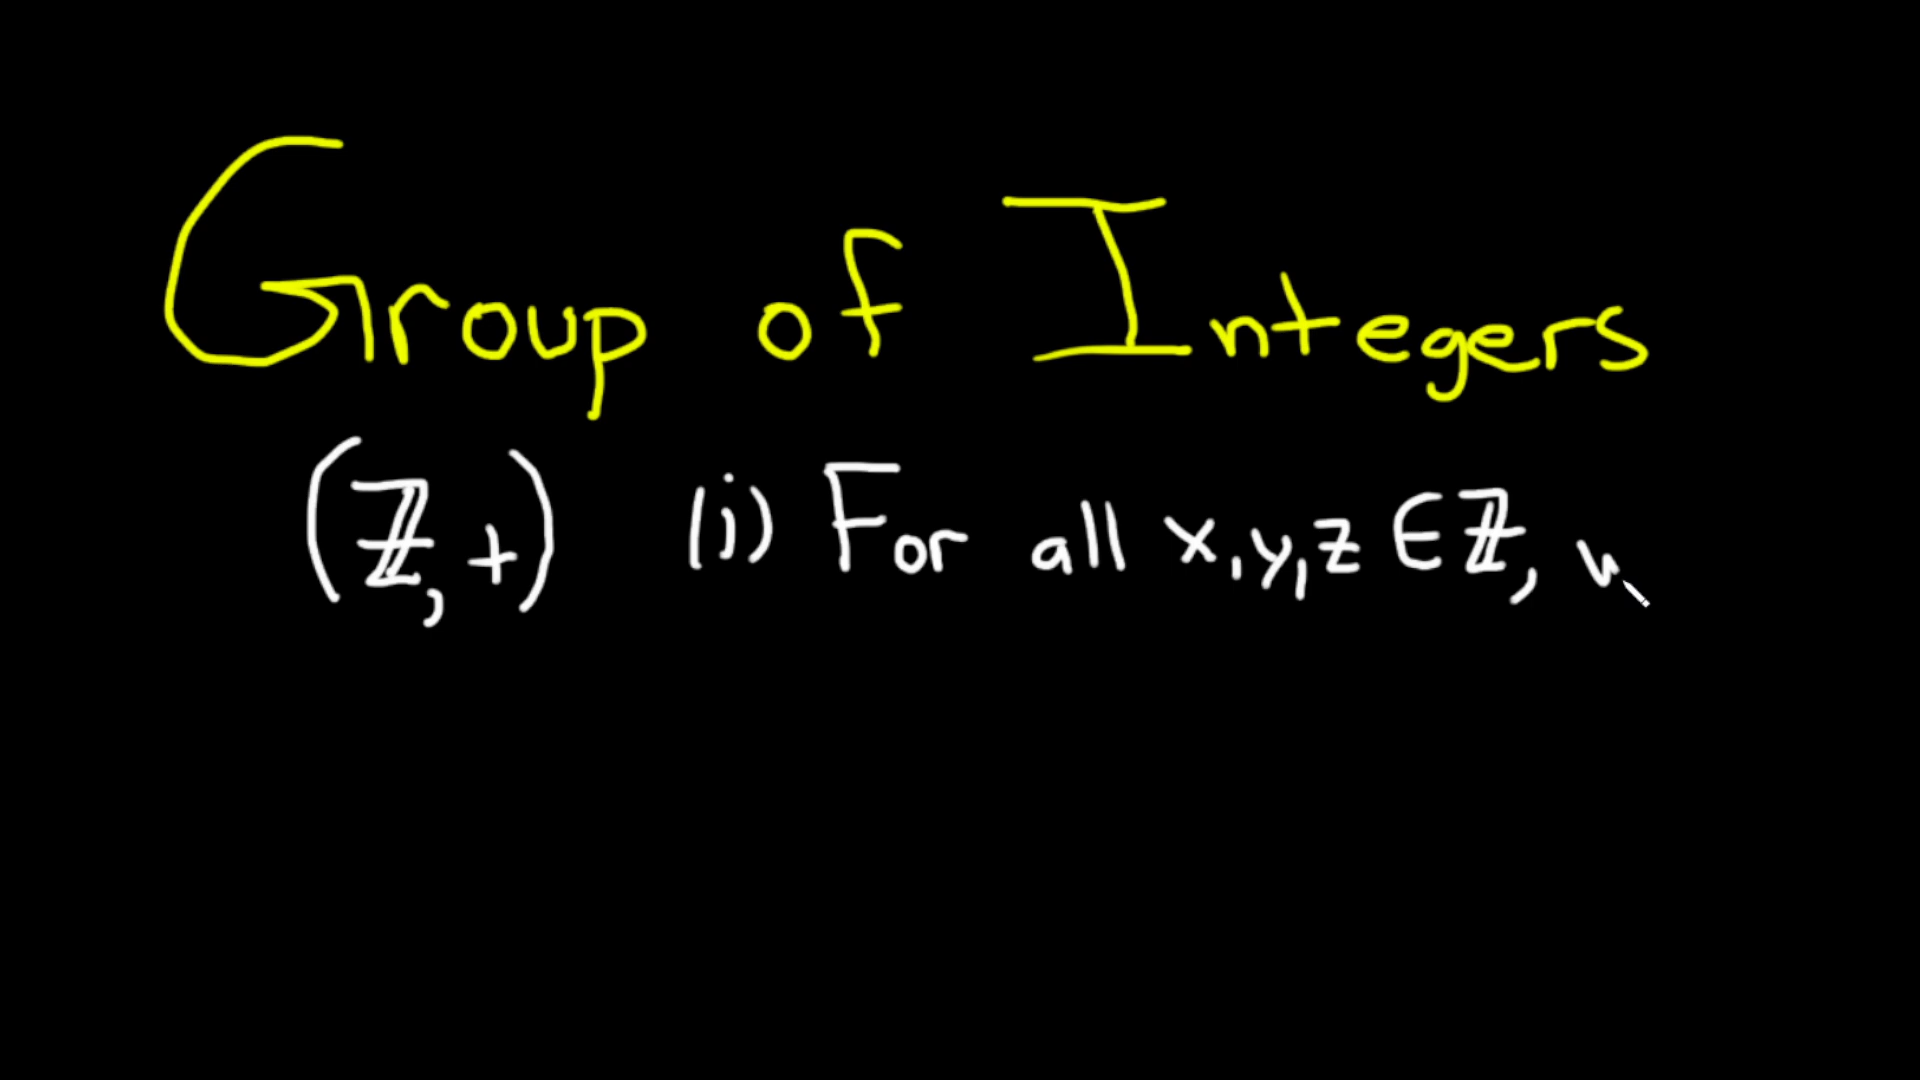 Group of Integers
(ℤ, +) (i) For all x, y, z ∈ ℤ,